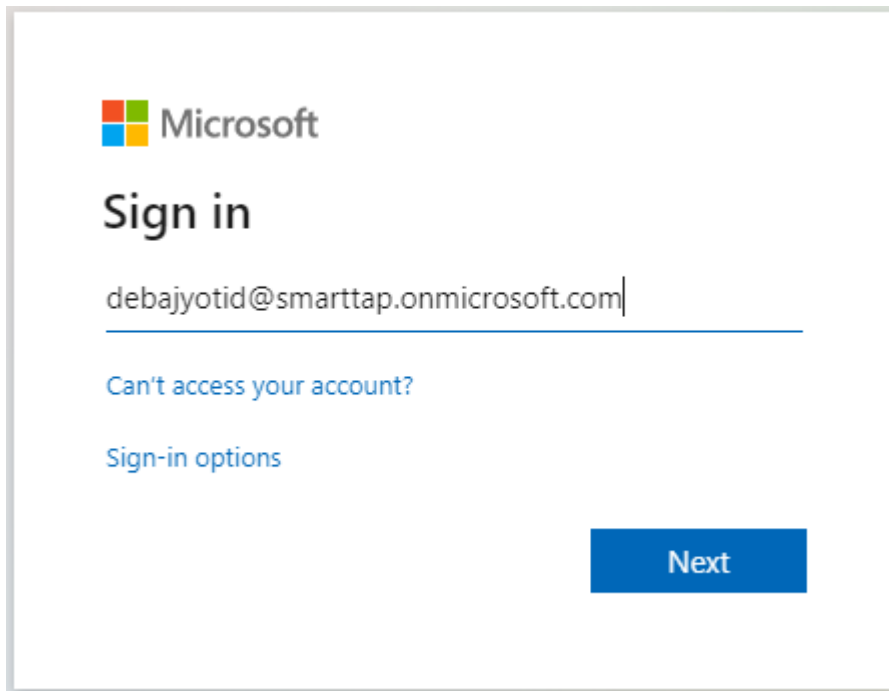 Microsoft
Sign in
debajyotid@smarttap.onmicrosoft.com
Can't access your account?
Sign-in options
Next